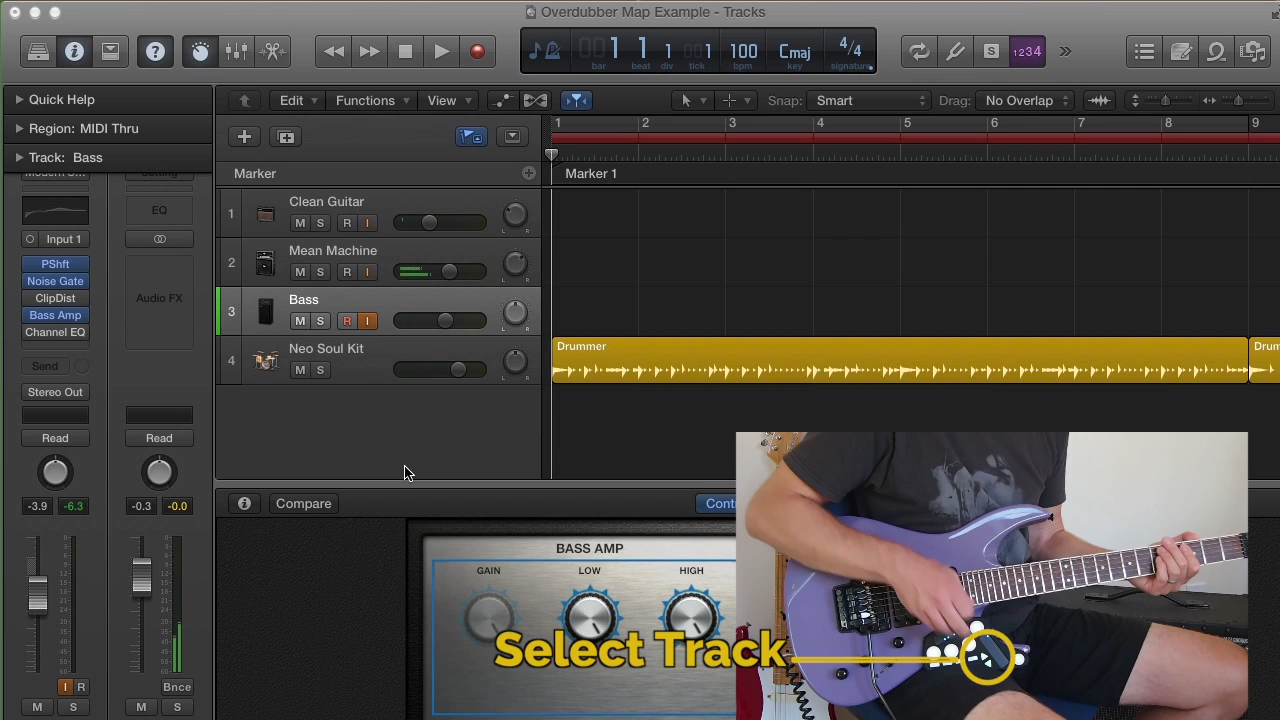 Overdubber Map Example - Tracks
1 1 1 1 100 Cmaj 4/4
bar beat div tick bpm key signature
S 1234
Quick Help
Region: MIDI Thru
Track: Bass
Edit Functions View Snap: Smart Drag: No Overlap
1 2 3 4 5 6 7 8 9
Marker
Marker 1
Setting
EQ
Input 1
PShft
Noise Gate
ClipDist
Bass Amp
Channel EQ
Audio FX
Send
Stereo Out
Read Read
-3.9 -6.3 -0.3 -0.0
I R Bnce
M S M S
1 Clean Guitar
M S R I L R
2 Mean Machine
M S R I L R
3 Bass
M S R I L R
4 Neo Soul Kit
M S L R
Drummer
Drum
Compare
BASS AMP
GAIN LOW HIGH
Select Track